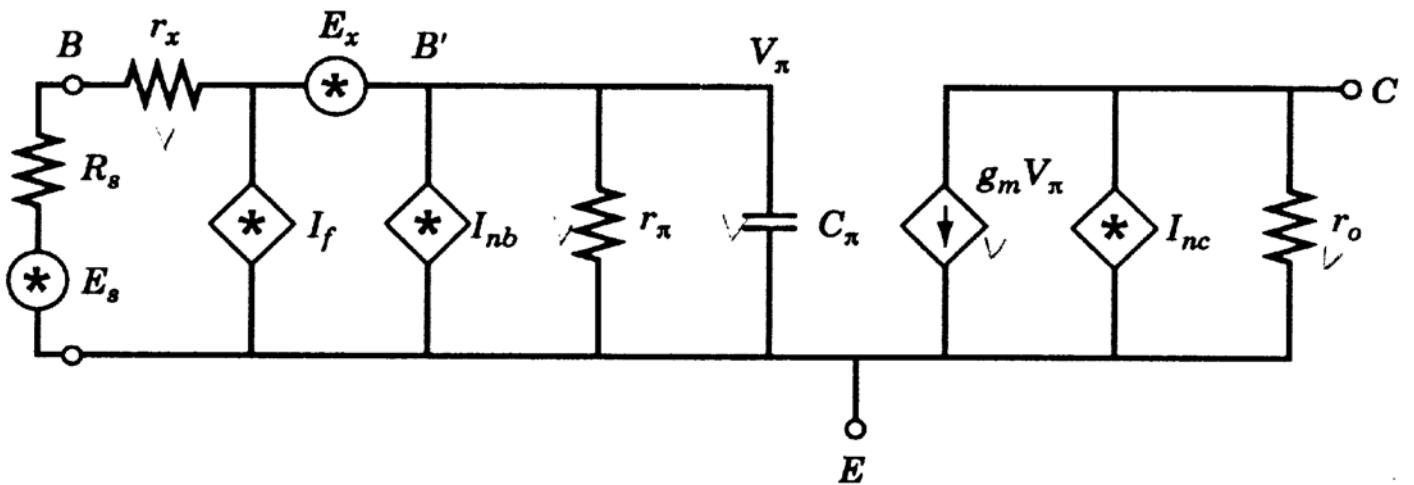 B r_x E_x B' V_π
* C
R_s g_m V_π
* I_f * I_nb r_π C_π * I_nc r_o
* E_s
E